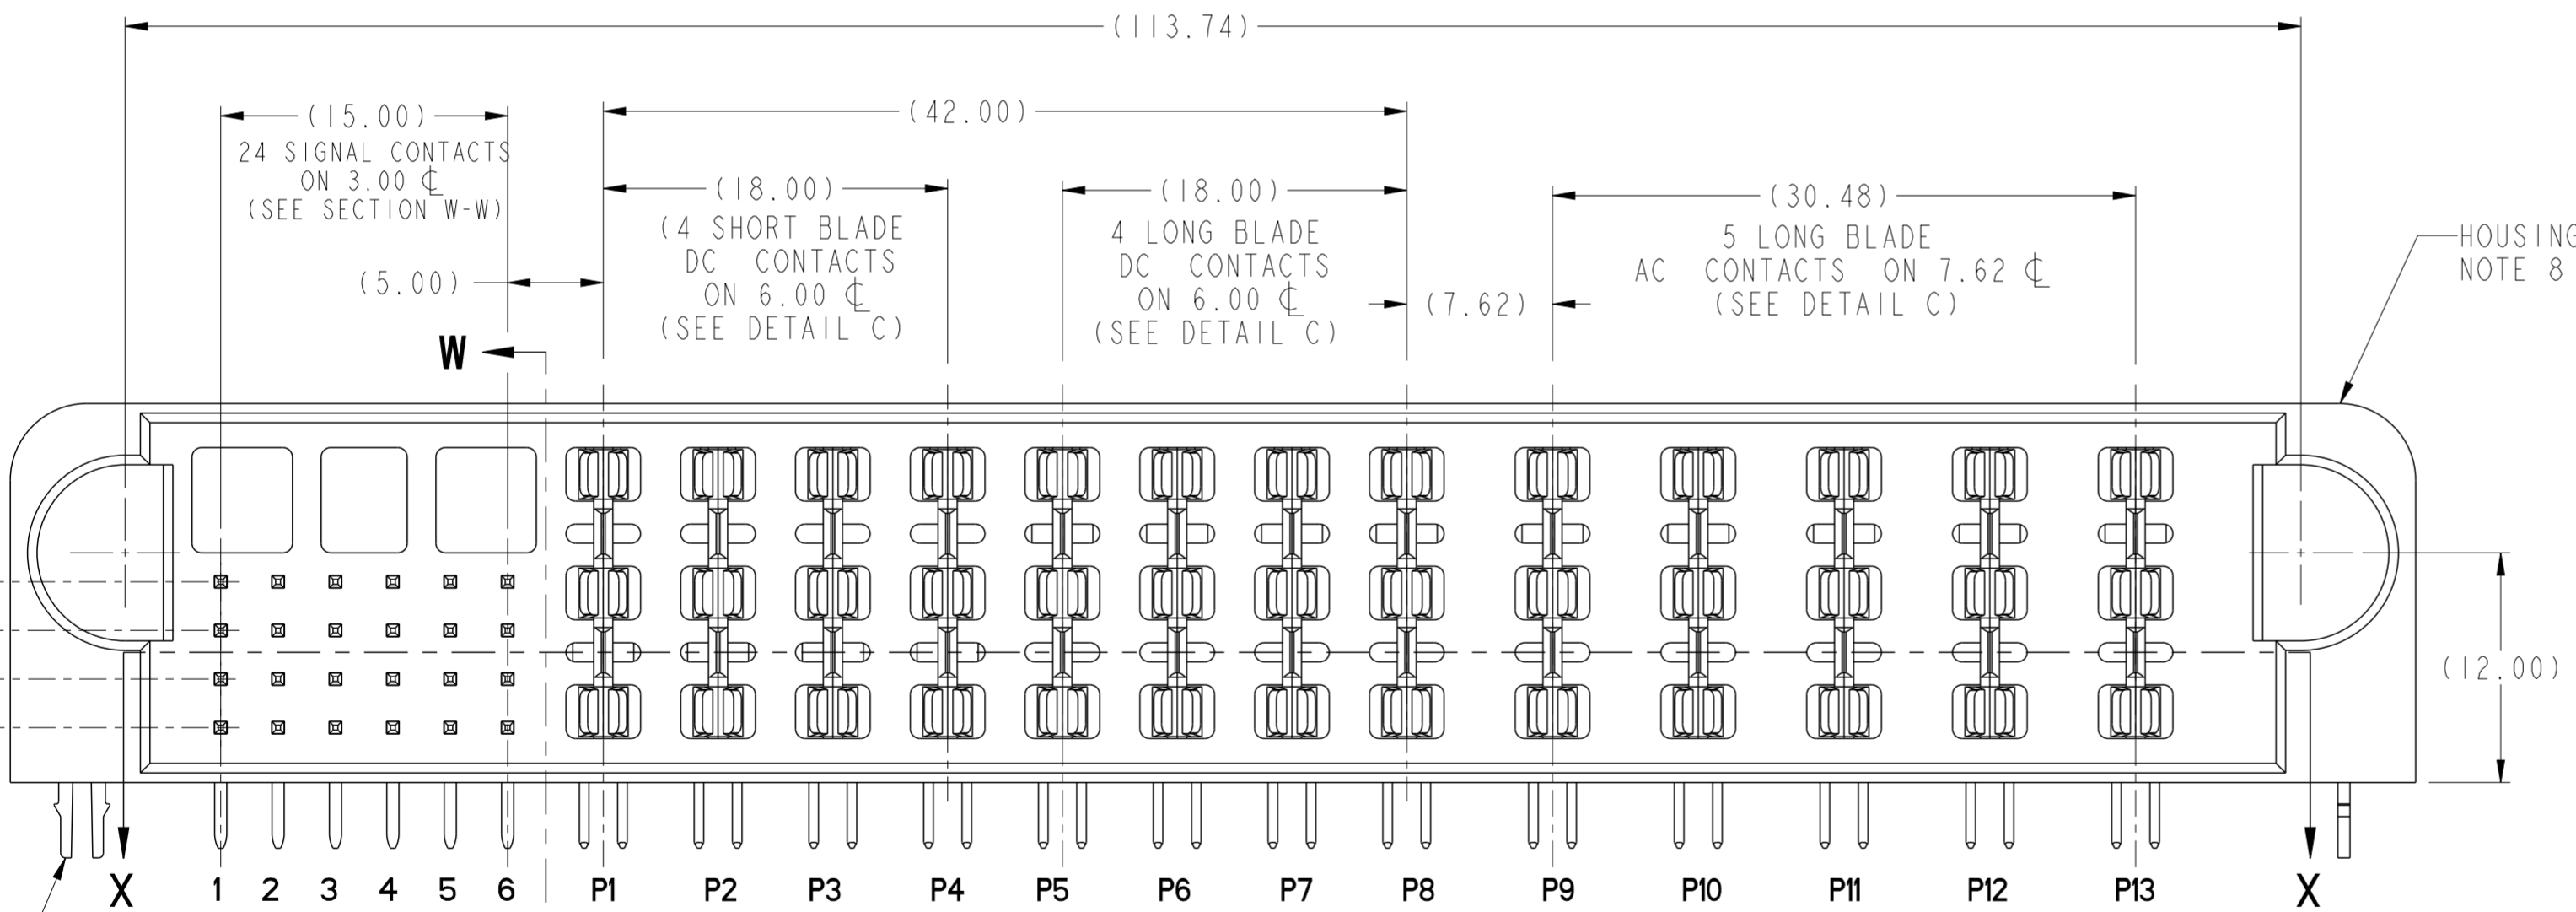 (113.74)
(15.00)
24 SIGNAL CONTACTS
ON 3.00 ℄
(SEE SECTION W-W)
(5.00)
(42.00)
(18.00)
(4 SHORT BLADE
DC CONTACTS
ON 6.00 ℄
(SEE DETAIL C)
(18.00)
4 LONG BLADE
DC CONTACTS
ON 6.00 ℄
(SEE DETAIL C)
(7.62)
(30.48)
5 LONG BLADE
AC CONTACTS ON 7.62 ℄
(SEE DETAIL C)
HOUSING
NOTE 8
W
(12.00)
X 1 2 3 4 5 6 P1 P2 P3 P4 P5 P6 P7 P8 P9 P10 P11 P12 P13 X